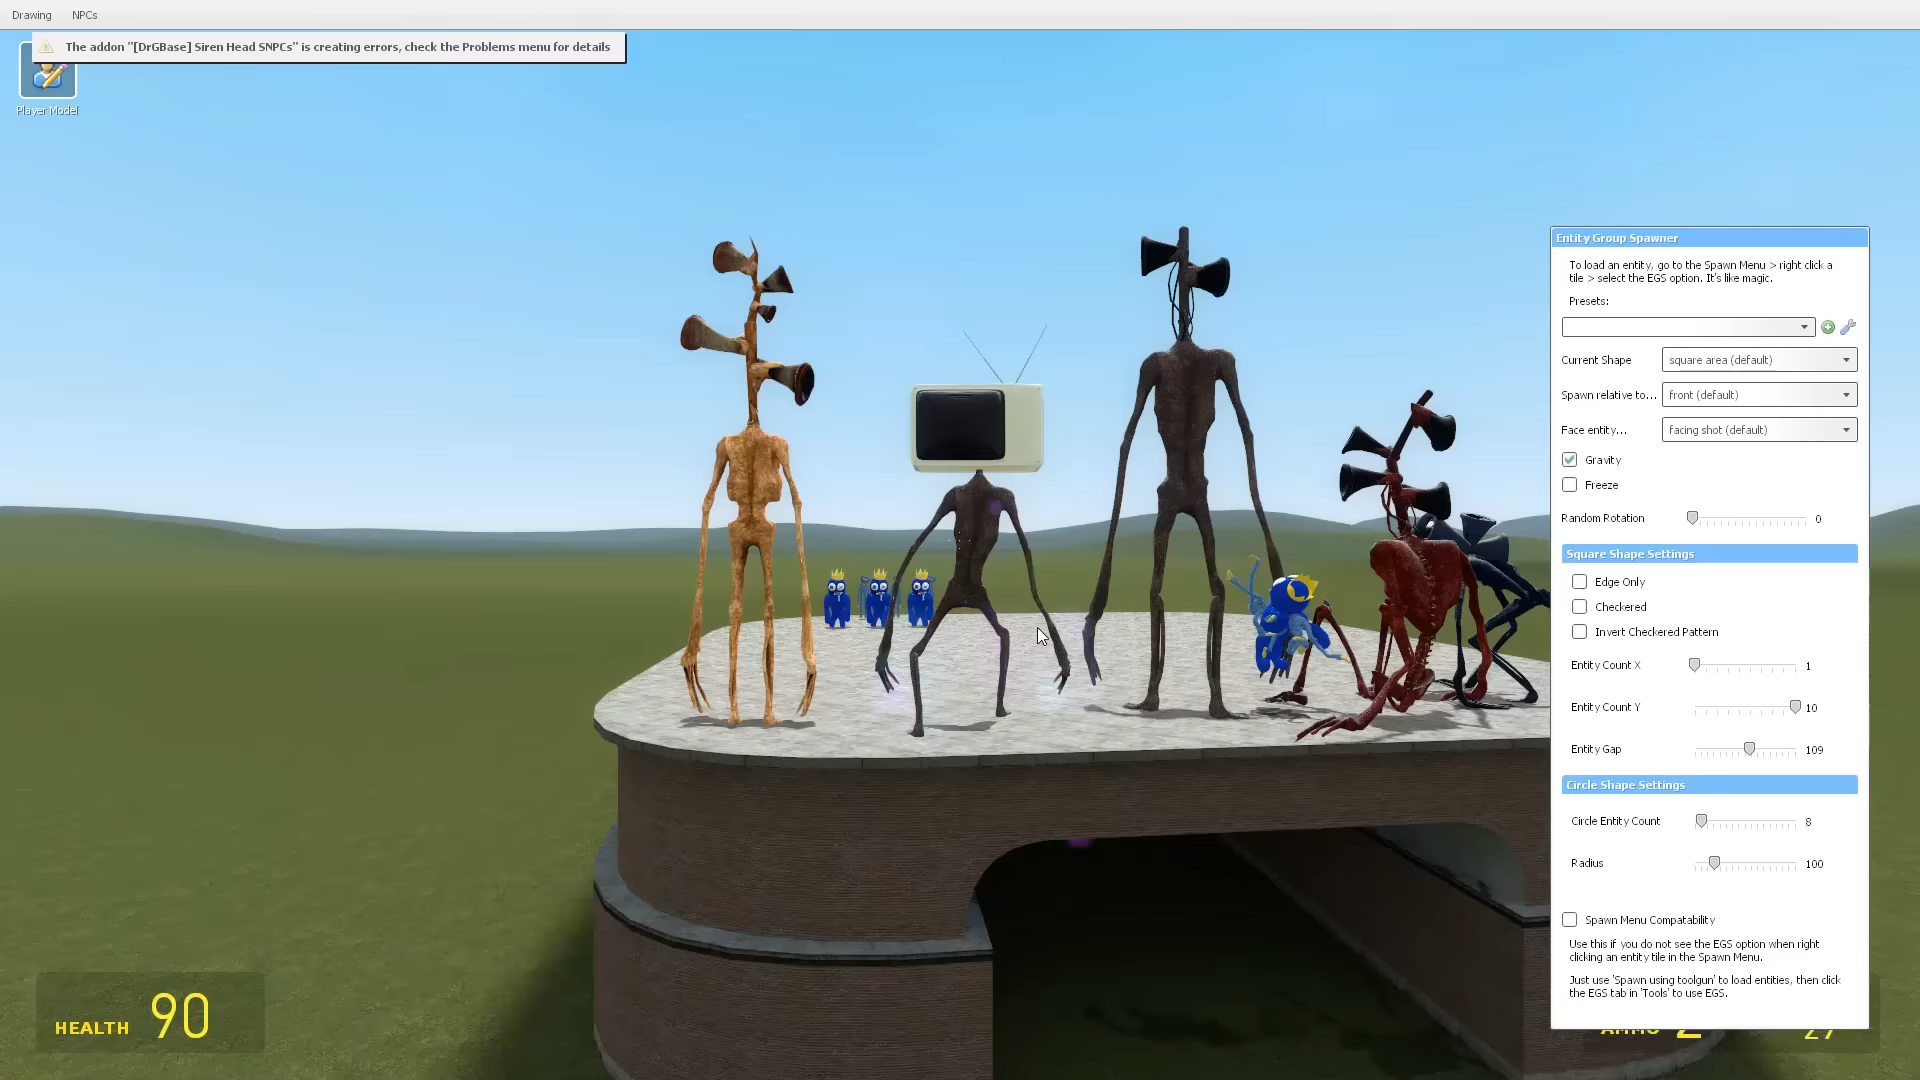 Drawing NPCs
The addon "[DrGBase] Siren Head SNPCs" is creating errors, check the Problems menu for details
Player Model
Entity Group Spawner
To load an entity, go to the Spawn Menu > right click a
tile > select the EGS option. It's like magic.
Presets:
Current Shape square area (default)
Spawn relative to... front (default)
Face entity... facing shot (default)
Gravity
Freeze
Random Rotation 0
Square Shape Settings
Edge Only
Checkered
Invert Checkered Pattern
Entity Count X 1
Entity Count Y 10
Entity Gap 109
Circle Shape Settings
Circle Entity Count 8
Radius 100
Spawn Menu Compatability
Use this if you do not see the EGS option when right
clicking an entity tile in the Spawn Menu.
Just use 'Spawn using toolgun' to load entities, then click
the EGS tab in 'Tools' to use EGS.
HEALTH 90